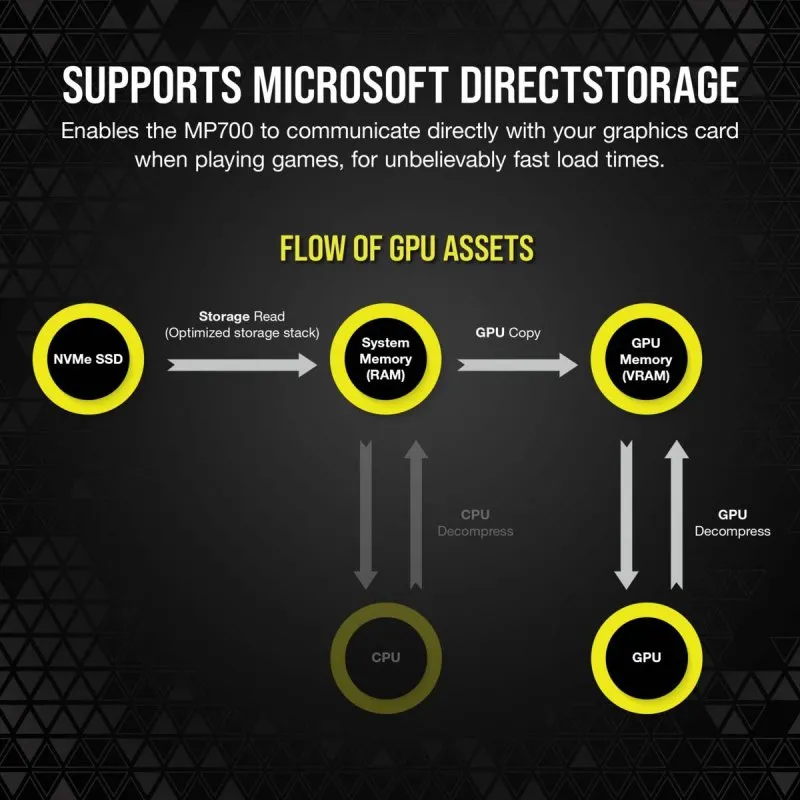 SUPPORTS MICROSOFT DIRECTSTORAGE
Enables the MP700 to communicate directly with your graphics card
when playing games, for unbelievably fast load times.
FLOW OF GPU ASSETS
NVMe SSD
Storage Read
(Optimized storage stack)
System
Memory
(RAM)
GPU Copy
GPU
Memory
(VRAM)
CPU
Decompress
GPU
Decompress
CPU
GPU